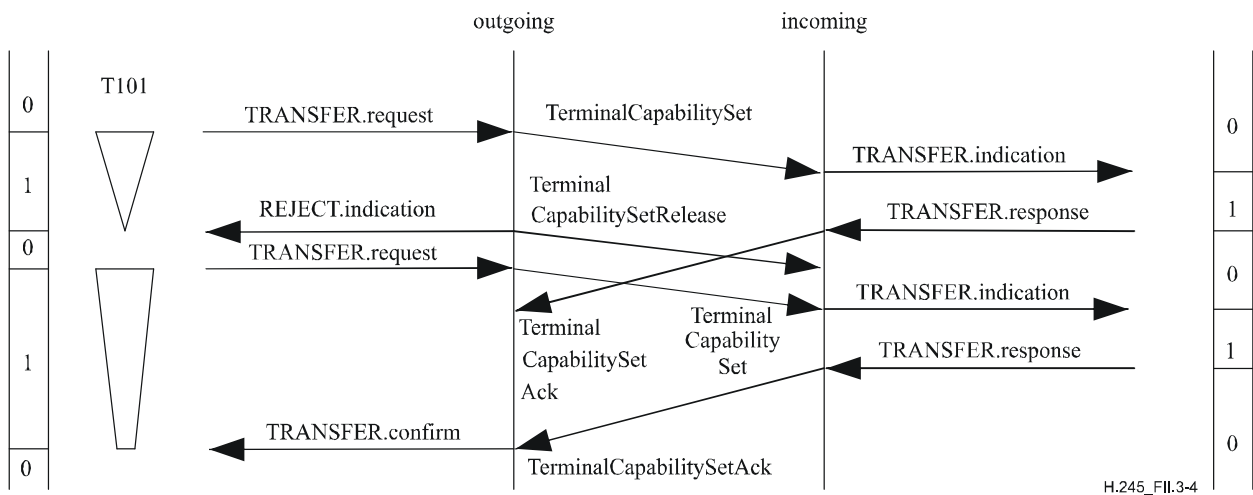 outgoing
incoming
T101
0
TRANSFER.request
TerminalCapabilitySet
0
TRANSFER.indication
1
REJECT.indication
Terminal
CapabilitySetRelease
TRANSFER.response
1
0
TRANSFER.request
0
TRANSFER.indication
1
Terminal
CapabilitySet
Ack
Terminal
Capability
Set
TRANSFER.response
1
TRANSFER.confirm
TerminalCapabilitySetAck
0
0
H.245_FII.3-4